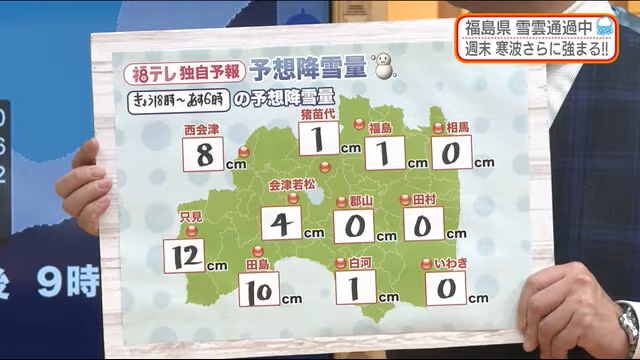 福島県 雪雲通過中
週末 寒波さらに強まる!!
福テレ 独自予報 予想降雪量
きょう18時〜あす6時 の予想降雪量
西会津
8 cm
猪苗代
1 cm
福島
1 cm
相馬
0 cm
只見
12 cm
会津若松
4 cm
郡山
0 cm
田村
0 cm
田島
10 cm
白河
1 cm
いわき
0 cm
0
6
2
後 9時